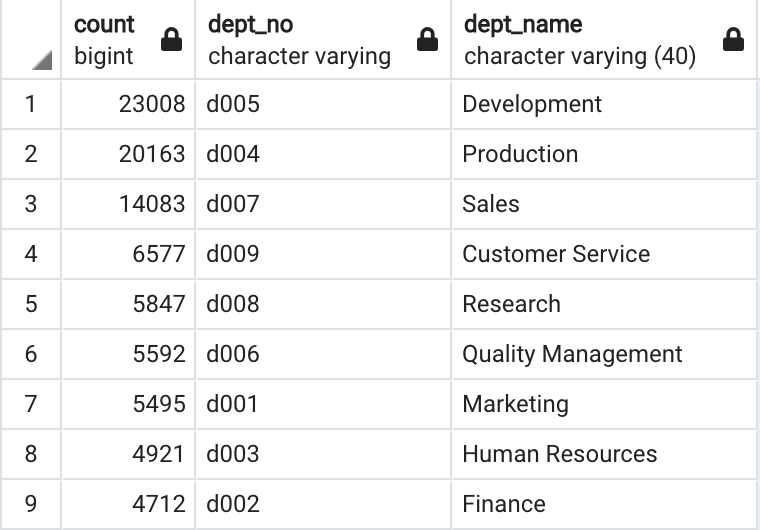 count dept_no dept_name
bigint character varying character varying (40)
1 23008 d005 Development
2 20163 d004 Production
3 14083 d007 Sales
4 6577 d009 Customer Service
5 5847 d008 Research
6 5592 d006 Quality Management
7 5495 d001 Marketing
8 4921 d003 Human Resources
9 4712 d002 Finance